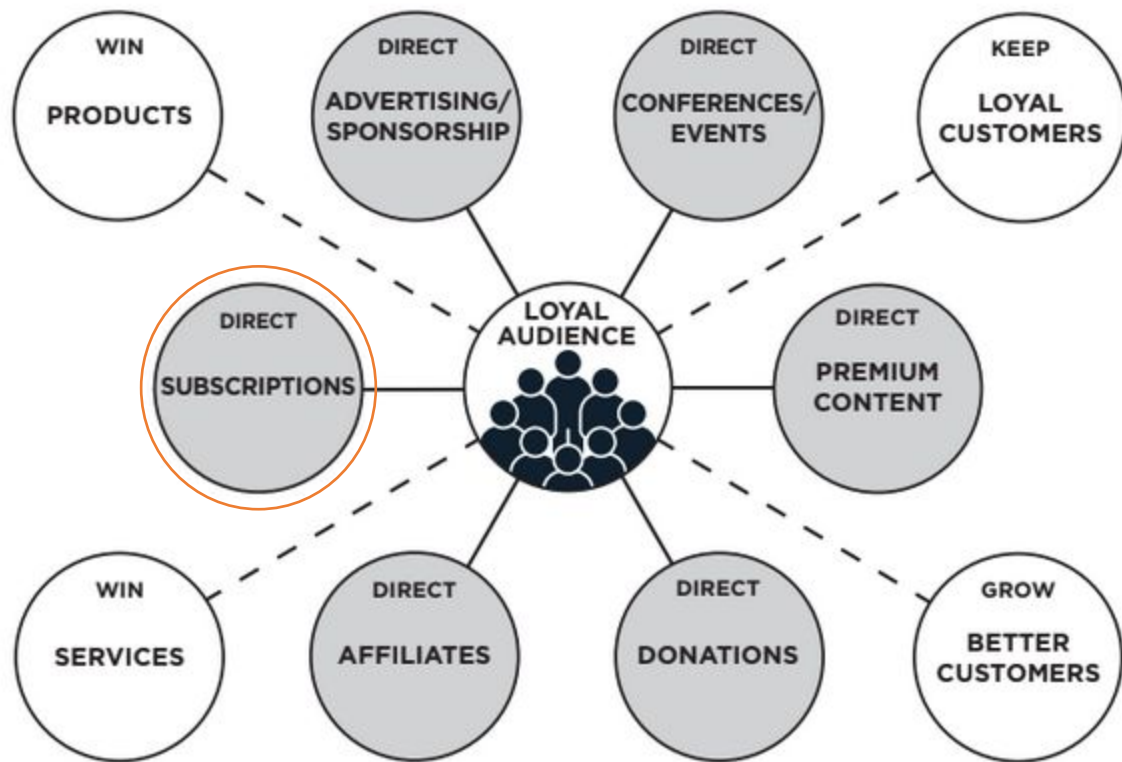 WIN
PRODUCTS
DIRECT
ADVERTISING/
SPONSORSHIP
DIRECT
CONFERENCES/
EVENTS
KEEP
LOYAL
CUSTOMERS
DIRECT
SUBSCRIPTIONS
LOYAL
AUDIENCE
DIRECT
PREMIUM
CONTENT
WIN
SERVICES
DIRECT
AFFILIATES
DIRECT
DONATIONS
GROW
BETTER
CUSTOMERS